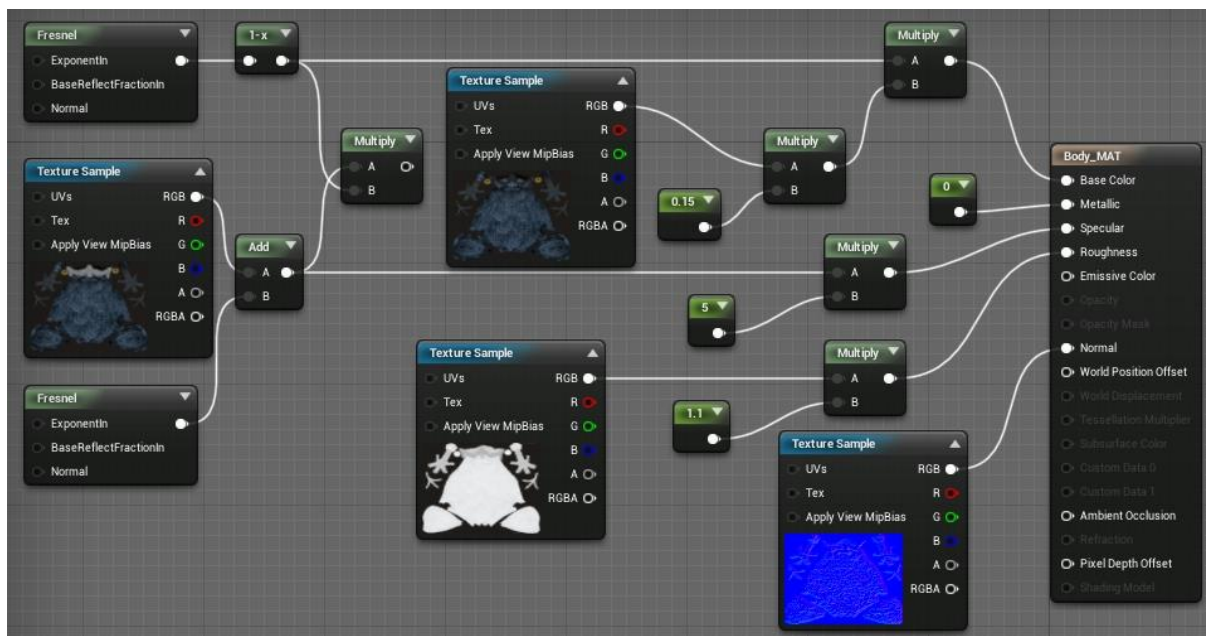 Fresnel
ExponentIn
BaseReflectFractionIn
Normal
1-x
Texture Sample
UVs RGB
Tex R
Apply View MipBias G
B
A
RGBA
Add
A
B
Fresnel
ExponentIn
BaseReflectFractionIn
Normal
Multiply
A
B
Texture Sample
UVs RGB
Tex R
Apply View MipBias G
B
A
RGBA
0.15
Multiply
A
B
Multiply
A
B
5
Multiply
A
B
Texture Sample
UVs RGB
Tex R
Apply View MipBias G
B
A
RGBA
1.1
Multiply
A
B
Texture Sample
UVs RGB
Tex R
Apply View MipBias G
B
A
RGBA
0
Body_MAT
Base Color
Metallic
Specular
Roughness
Emissive Color
Opacity
Opacity Mask
Normal
World Position Offset
World Displacement
Tessellation Multiplier
Subsurface Color
Custom Data 0
Custom Data 1
Ambient Occlusion
Refraction
Pixel Depth Offset
Shading Model